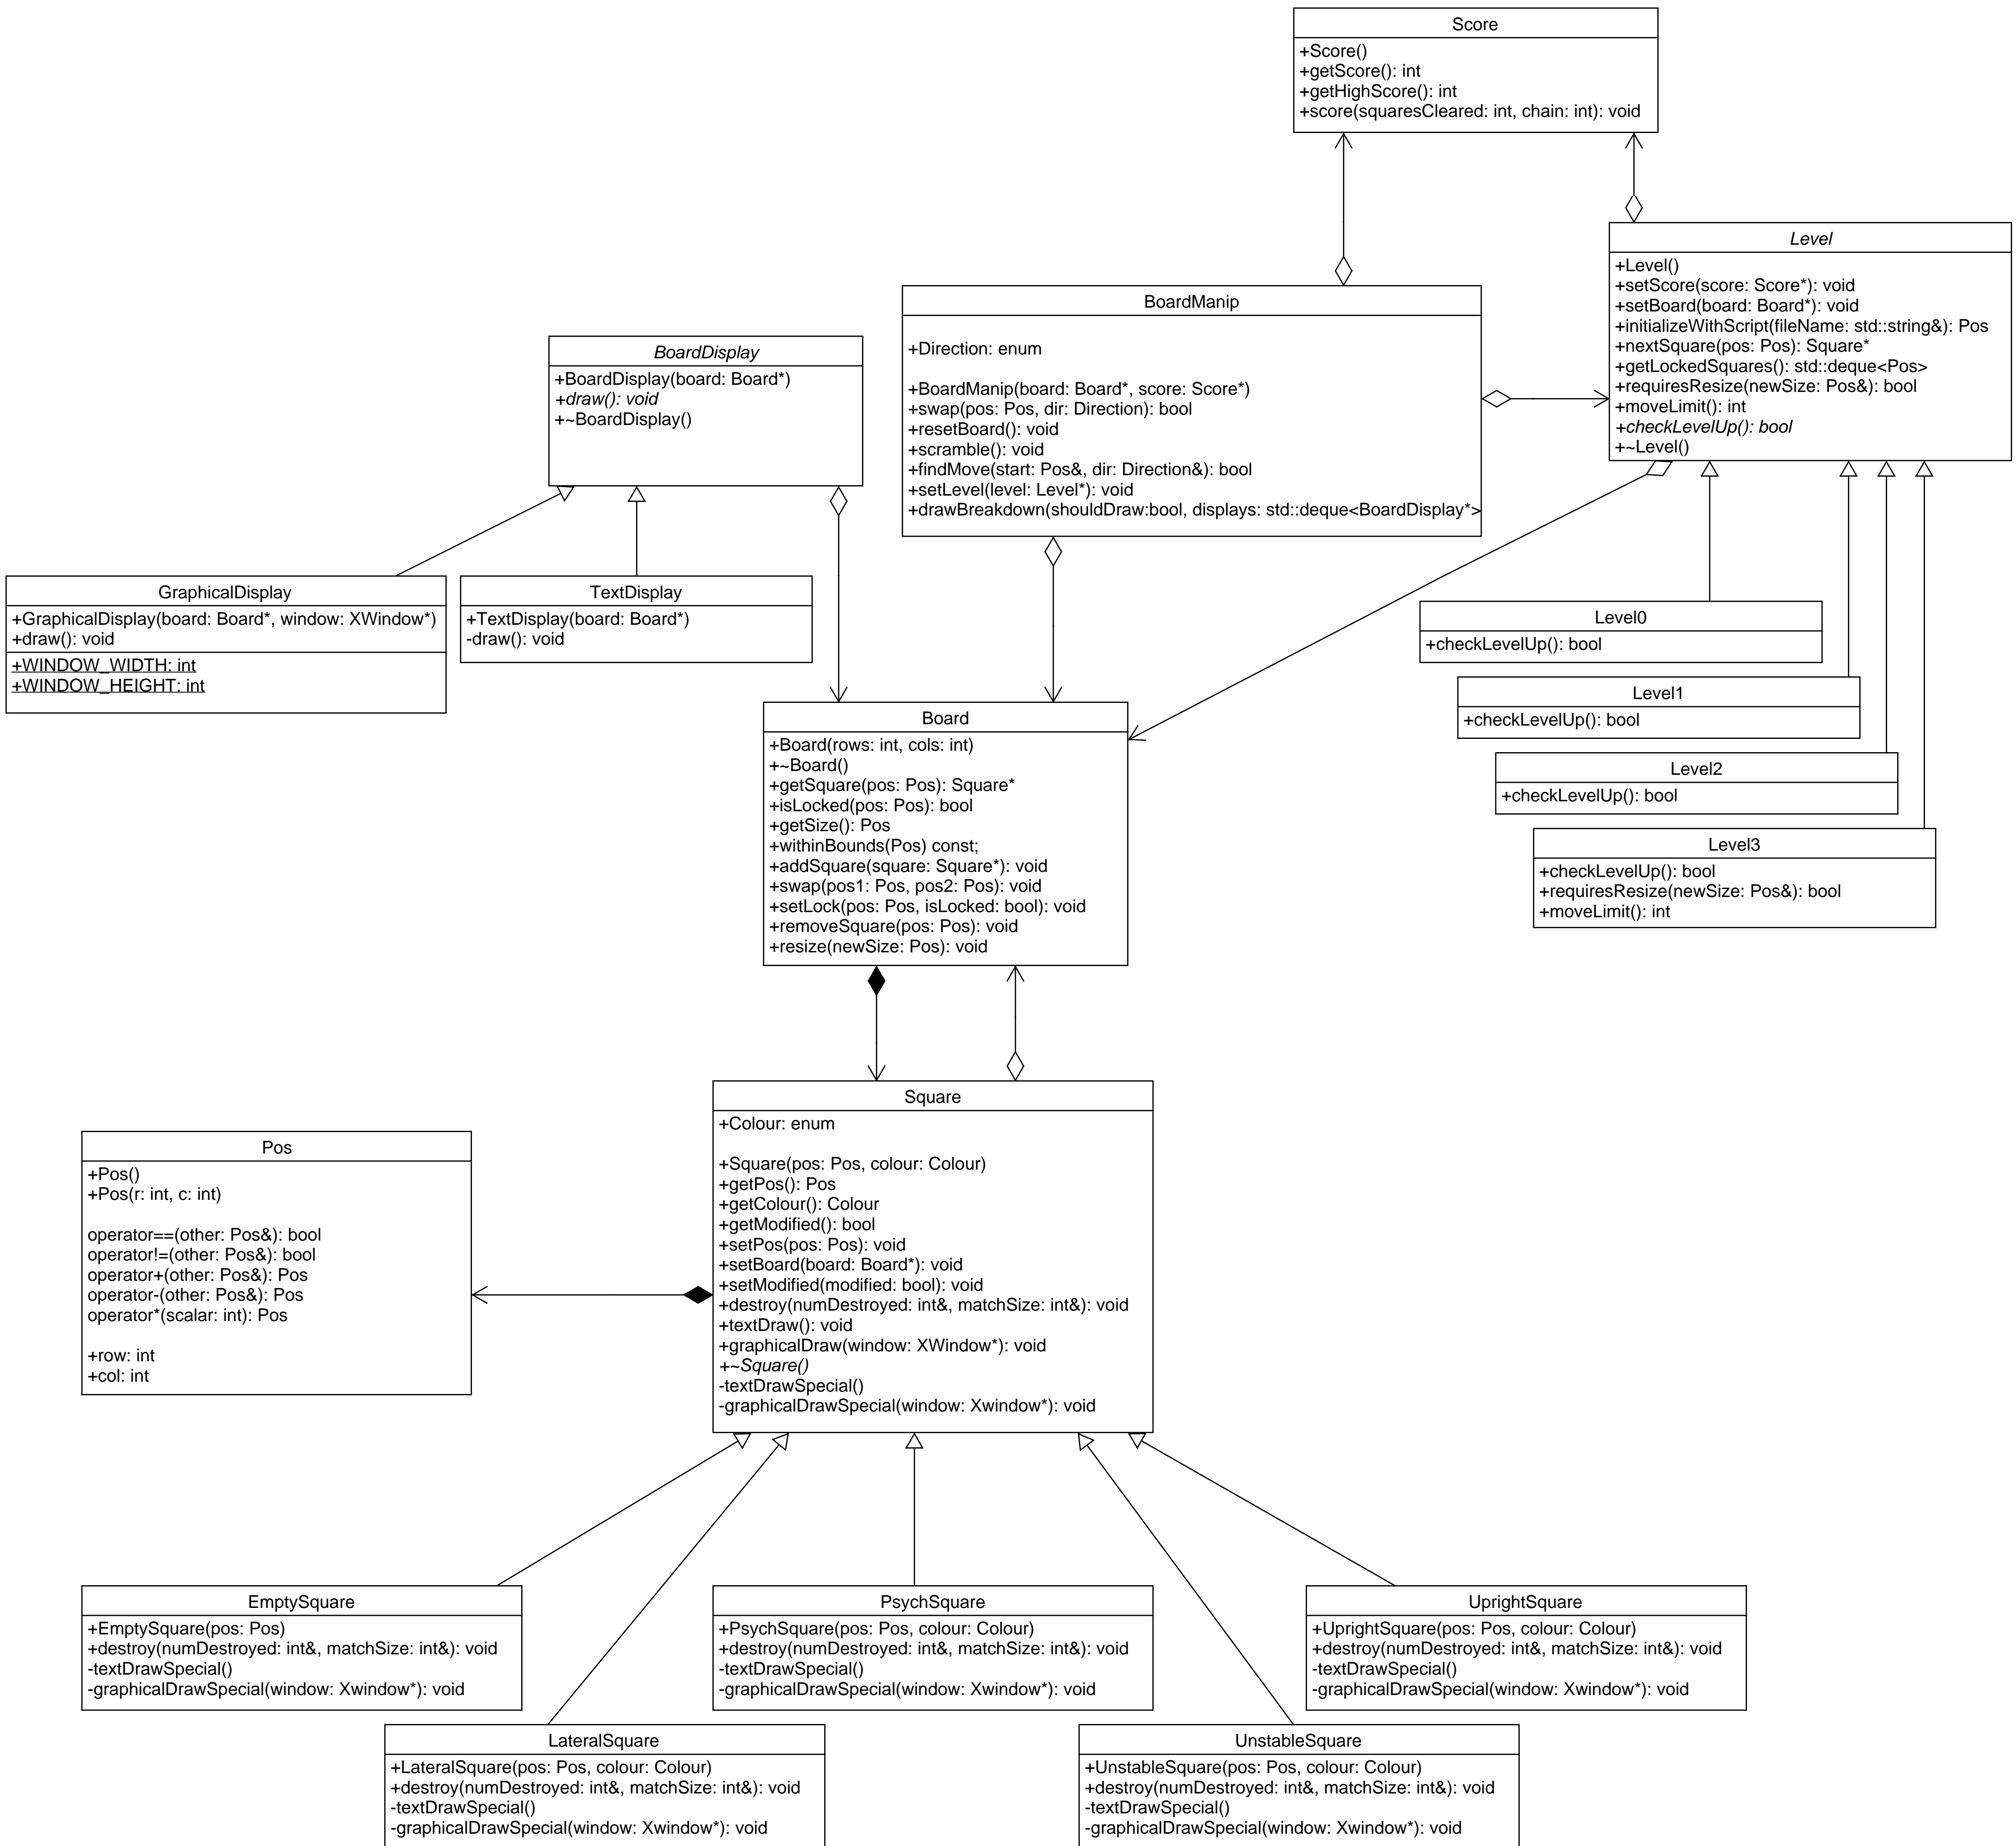 Score
+Score()
+getScore(): int
+getHighScore(): int
+score(squaresCleared: int, chain: int): void
Level
+Level()
+setScore(score: Score*): void
+setBoard(board: Board*): void
+initializeWithScript(fileName: std::string&): Pos
+nextSquare(pos: Pos): Square*
+getLockedSquares(): std::deque<Pos>
+requiresResize(newSize: Pos&): bool
+moveLimit(): int
+checkLevelUp(): bool
+~Level()
BoardManip
+Direction: enum
+BoardManip(board: Board*, score: Score*)
+swap(pos: Pos, dir: Direction): bool
+resetBoard(): void
+scramble(): void
+findMove(start: Pos&, dir: Direction&): bool
+setLevel(level: Level*): void
+drawBreakdown(shouldDraw:bool, displays: std::deque<BoardDisplay*>
BoardDisplay
+BoardDisplay(board: Board*)
+draw(): void
+~BoardDisplay()
GraphicalDisplay
+GraphicalDisplay(board: Board*, window: XWindow*)
+draw(): void
+WINDOW_WIDTH: int
+WINDOW_HEIGHT: int
TextDisplay
+TextDisplay(board: Board*)
-draw(): void
Level0
+checkLevelUp(): bool
Level1
+checkLevelUp(): bool
Level2
+checkLevelUp(): bool
Level3
+checkLevelUp(): bool
+requiresResize(newSize: Pos&): bool
+moveLimit(): int
Board
+Board(rows: int, cols: int)
+~Board()
+getSquare(pos: Pos): Square*
+isLocked(pos: Pos): bool
+getSize(): Pos
+withinBounds(Pos) const;
+addSquare(square: Square*): void
+swap(pos1: Pos, pos2: Pos): void
+setLock(pos: Pos, isLocked: bool): void
+removeSquare(pos: Pos): void
+resize(newSize: Pos): void
Square
+Colour: enum
+Square(pos: Pos, colour: Colour)
+getPos(): Pos
+getColour(): Colour
+getModified(): bool
+setPos(pos: Pos): void
+setBoard(board: Board*): void
+setModified(modified: bool): void
+destroy(numDestroyed: int&, matchSize: int&): void
+textDraw(): void
+graphicalDraw(window: XWindow*): void
+~Square()
-textDrawSpecial()
-graphicalDrawSpecial(window: Xwindow*): void
Pos
+Pos()
+Pos(r: int, c: int)
operator==(other: Pos&): bool
operator!=(other: Pos&): bool
operator+(other: Pos&): Pos
operator-(other: Pos&): Pos
operator*(scalar: int): Pos
+row: int
+col: int
EmptySquare
+EmptySquare(pos: Pos)
+destroy(numDestroyed: int&, matchSize: int&): void
-textDrawSpecial()
-graphicalDrawSpecial(window: Xwindow*): void
PsychSquare
+PsychSquare(pos: Pos, colour: Colour)
+destroy(numDestroyed: int&, matchSize: int&): void
-textDrawSpecial()
-graphicalDrawSpecial(window: Xwindow*): void
UprightSquare
+UprightSquare(pos: Pos, colour: Colour)
+destroy(numDestroyed: int&, matchSize: int&): void
-textDrawSpecial()
-graphicalDrawSpecial(window: Xwindow*): void
LateralSquare
+LateralSquare(pos: Pos, colour: Colour)
+destroy(numDestroyed: int&, matchSize: int&): void
-textDrawSpecial()
-graphicalDrawSpecial(window: Xwindow*): void
UnstableSquare
+UnstableSquare(pos: Pos, colour: Colour)
+destroy(numDestroyed: int&, matchSize: int&): void
-textDrawSpecial()
-graphicalDrawSpecial(window: Xwindow*): void